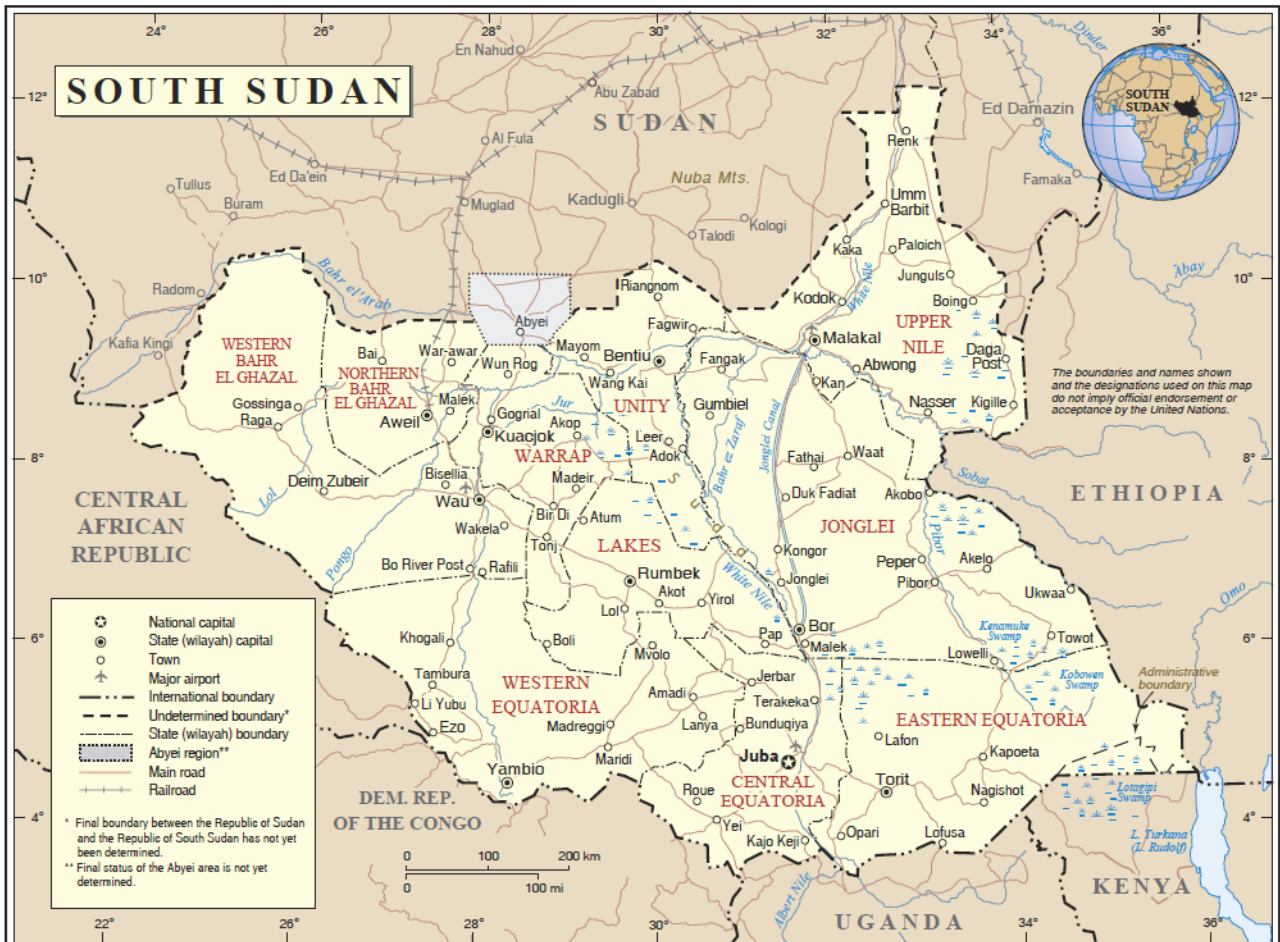 24°
26°
28°
30°
32°
34°
36°
SOUTH SUDAN
En Nahud
Abu Zabad
SUDAN
Dinder
SOUTH
SUDAN
12°
12°
Ed Damazin
Renk
Al Fula
Ed Da'ein
Nuba Mts.
Famaka
Tullus
Buram
Muglad
Kadugli
Kologi
Talodi
Umm
Barbit
Kaka
Paloich
10°
10°
Radom
Bahr el'Arab
Riangnom
Junguls
Kodok
White Nile
Boing
'Abay
Abyei
Fagwir
UPPER
NILE
Malakal
Kafia Kingi
WESTERN
BAHR
EL GHAZAL
Bai
War-awar
Mayom
Bentiu
Fangak
Abwong
Daga
Post
NORTHERN
BAHR
EL GHAZAL
Wun Rog
Wang Kai
Kan
The boundaries and names shown
and the designations used on this map
do not imply official endorsement or
acceptance by the United Nations.
Gossinga
Raga
Malek
Aweil
Gogrial
Jur
UNITY
Gumbiel
Nasser
Kigille
Kuacjok
Akop
Leer
Adok
Bahr ez Zaraf
Jonglei Canal
8°
8°
WARRAP
Fathai
Waat
Sobat
Deim Zubeir
Bisellia
Madeir
Sudd
Duk Fadiat
Akobo
ETHIOPIA
CENTRAL
AFRICAN
REPUBLIC
Lol
Wau
Bir Di
Atum
JONGLEI
Pibor
Wakela
Tonj
LAKES
Kongor
Peper
Akelo
Pongo
Bo River Post
Rafili
Rumbek
White Nile
Jonglei
Pibor
Ukwaa
Omo
Akot
Yirol
Lol
Bor
Kenamuke
Swamp
6°
6°
Khogali
Boli
Mvolo
Pap
Malek
Lowelli
Towot
Tambura
WESTERN
EQUATORIA
Jerbar
Kobowen
Swamp
Administrative
boundary
Li Yubu
Amadi
Terakeka
Ezo
Madreggi
Lanya
Bunduqiya
EASTERN EQUATORIA
Lafon
Maridi
Juba
Kapoeta
Yambio
CENTRAL
EQUATORIA
Torit
Lotagipi
Swamp
DEM. REP.
OF THE CONGO
Roue
Nagishot
4°
4°
Yei
Kajo Keji
Opari
Lofusa
L. Turkana
(L. Rudolf)
0 100 200 km
0 100 mi
Albert Nile
KENYA
UGANDA
National capital
State (wilayah) capital
Town
Major airport
International boundary
Undetermined boundary*
State (wilayah) boundary
Abyei region**
Main road
Railroad
* Final boundary between the Republic of Sudan
and the Republic of South Sudan has not yet
been determined.
** Final status of the Abyei area is not yet
determined.
22°
26°
28°
30°
34°
36°